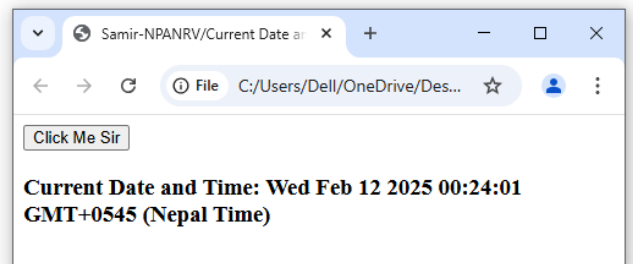 Samir-NPANRV/Current Date ar
File C:/Users/Dell/OneDrive/Des...
Click Me Sir
Current Date and Time: Wed Feb 12 2025 00:24:01
GMT+0545 (Nepal Time)